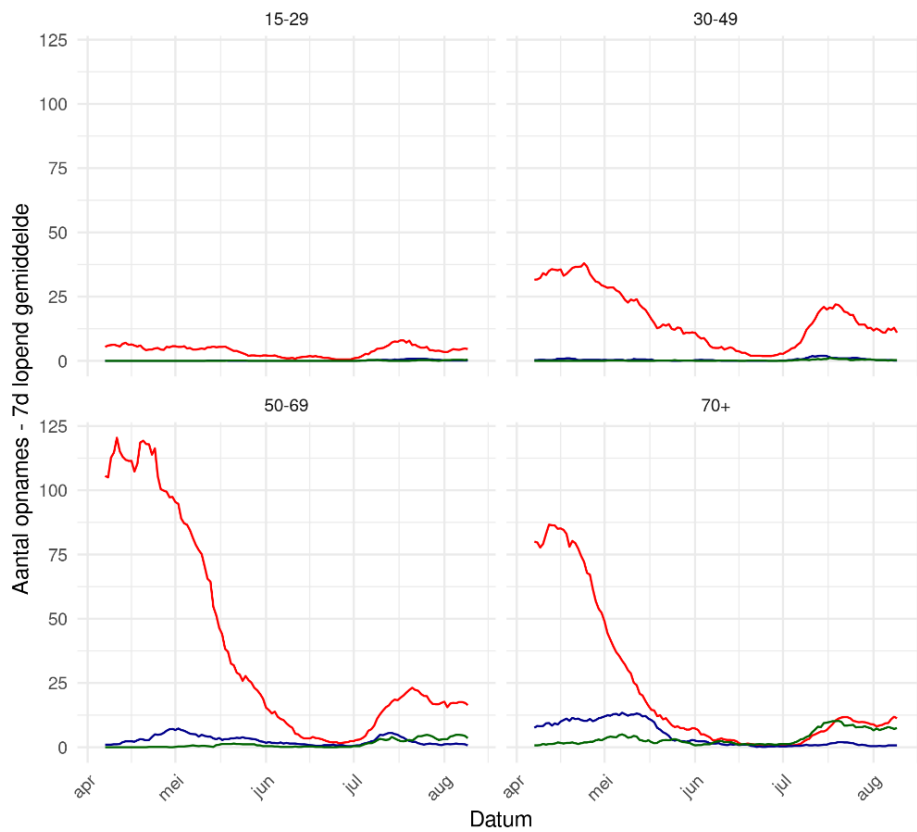 15-29
30-49
125
100
75
50
25
0
50-69
70+
125
100
75
50
25
0
apr
mei
jun
jul
aug
apr
mei
jun
jul
aug
Datum
Aantal opnames - 7d lopend gemiddelde